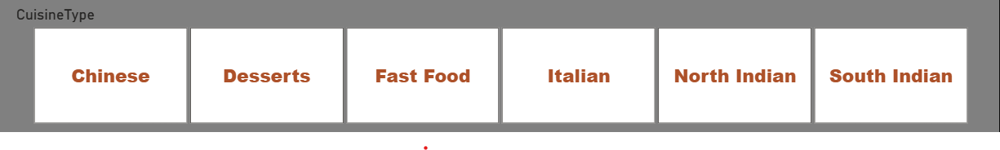 CuisineType
Chinese Desserts Fast Food Italian North Indian South Indian